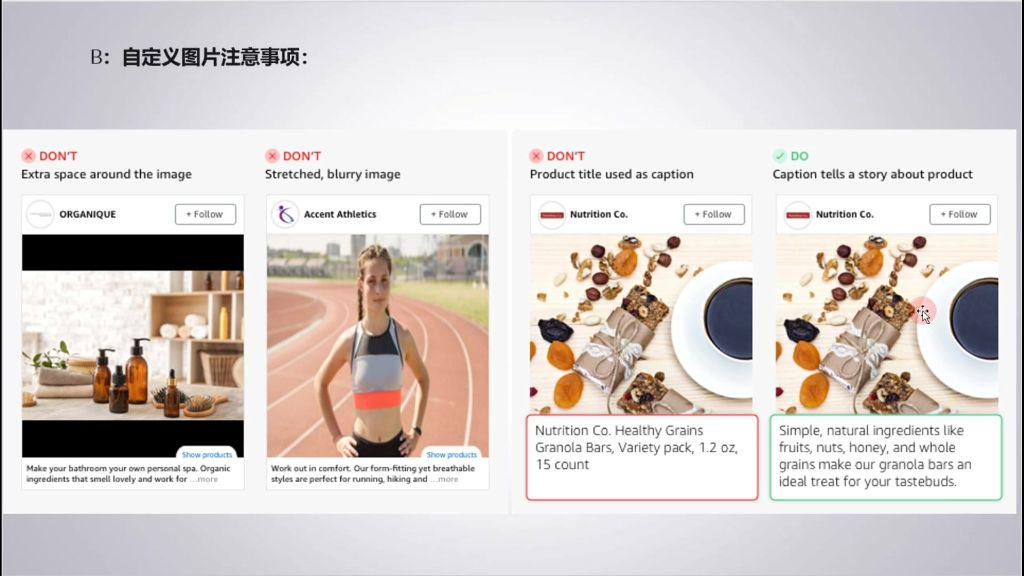 B：自定义图片注意事项：
DON'T
Extra space around the image
ORGANIQUE
+ Follow
Show products
Make your bathroom your own personal spa. Organic
ingredients that smell lovely and work for ...more
DON'T
Stretched, blurry image
Accent Athletics
+ Follow
Show products
Work out in comfort. Our form-fitting yet breathable
styles are perfect for running, hiking and ...more
DON'T
Product title used as caption
Nutrition Co.
+ Follow
Nutrition Co. Healthy Grains
Granola Bars, Variety pack, 1.2 oz,
15 count
DO
Caption tells a story about product
Nutrition Co.
+ Follow
Simple, natural ingredients like
fruits, nuts, honey, and whole
grains make our granola bars an
ideal treat for your tastebuds.